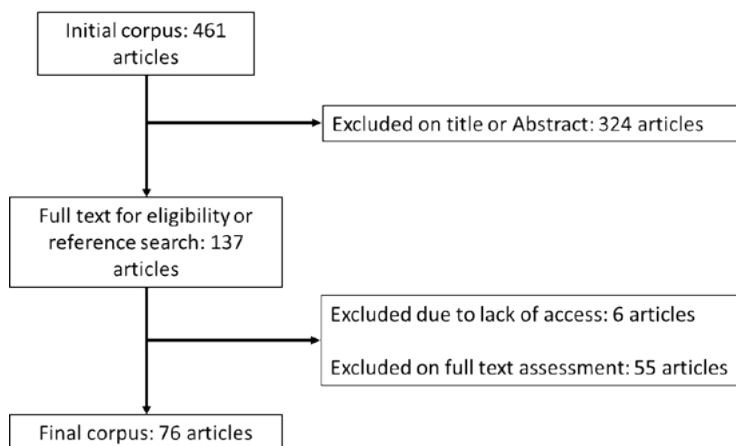 Initial corpus: 461
articles
Excluded on title or Abstract: 324 articles
Full text for eligibility or
reference search: 137
articles
Excluded due to lack of access: 6 articles
Excluded on full text assessment: 55 articles
Final corpus: 76 articles